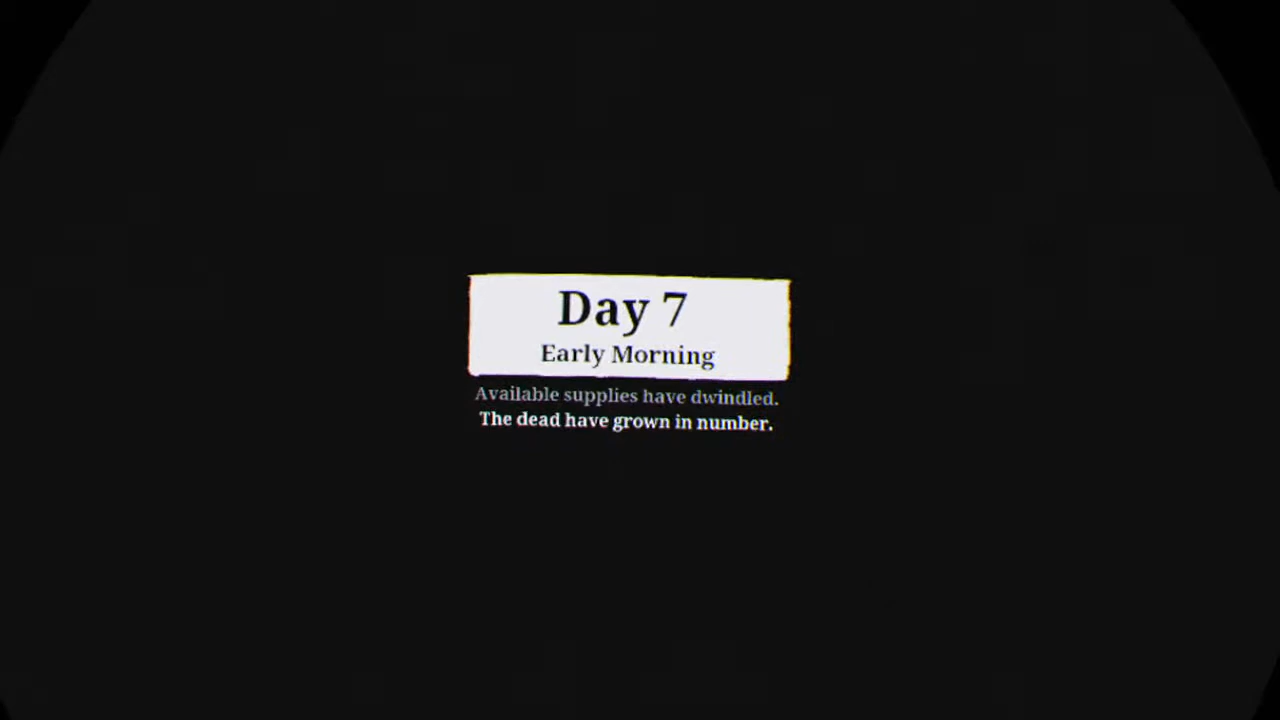 Day 7
Early Morning
Available supplies have dwindled.
The dead have grown in number.